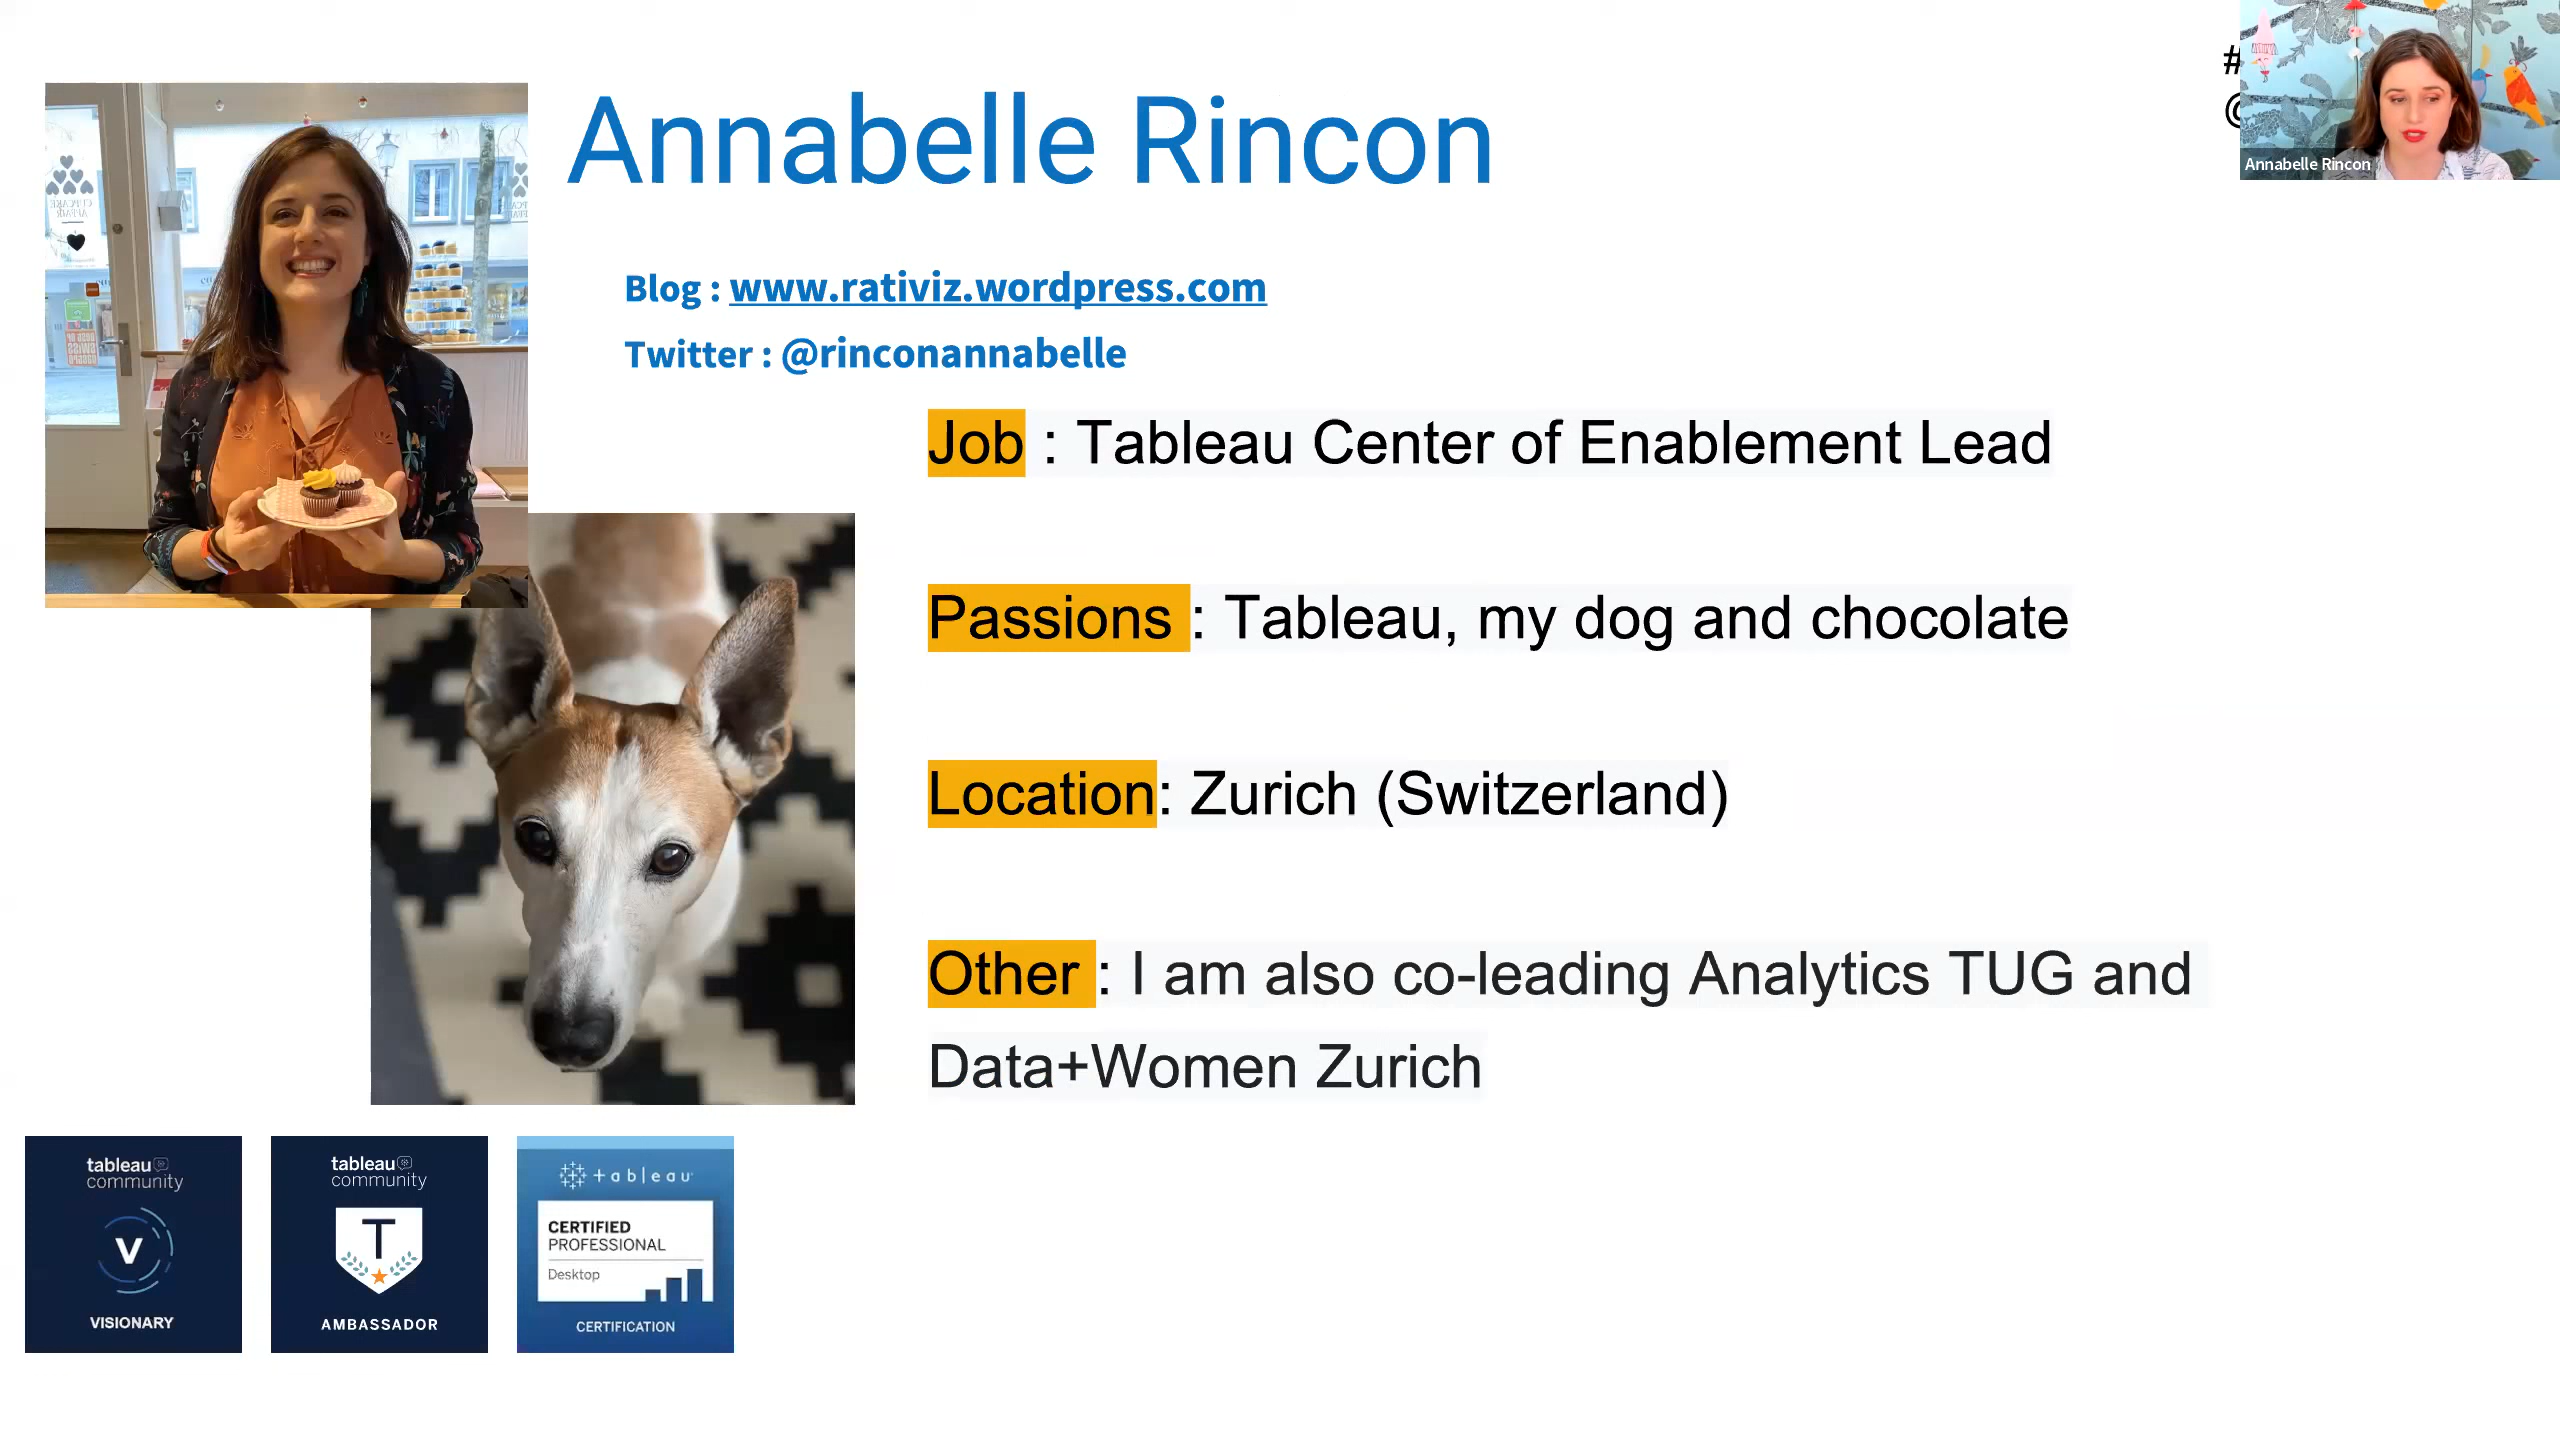 Annabelle Rincon
#
@
Annabelle Rincon
Blog : www.rativiz.wordpress.com
Twitter : @rinconannabelle
Job : Tableau Center of Enablement Lead
Passions : Tableau, my dog and chocolate
Location: Zurich (Switzerland)
Other : I am also co-leading Analytics TUG and
Data+Women Zurich
tableau
community
V
VISIONARY
tableau
community
T
AMBASSADOR
+ a b l e a u
CERTIFIED
PROFESSIONAL
Desktop
CERTIFICATION